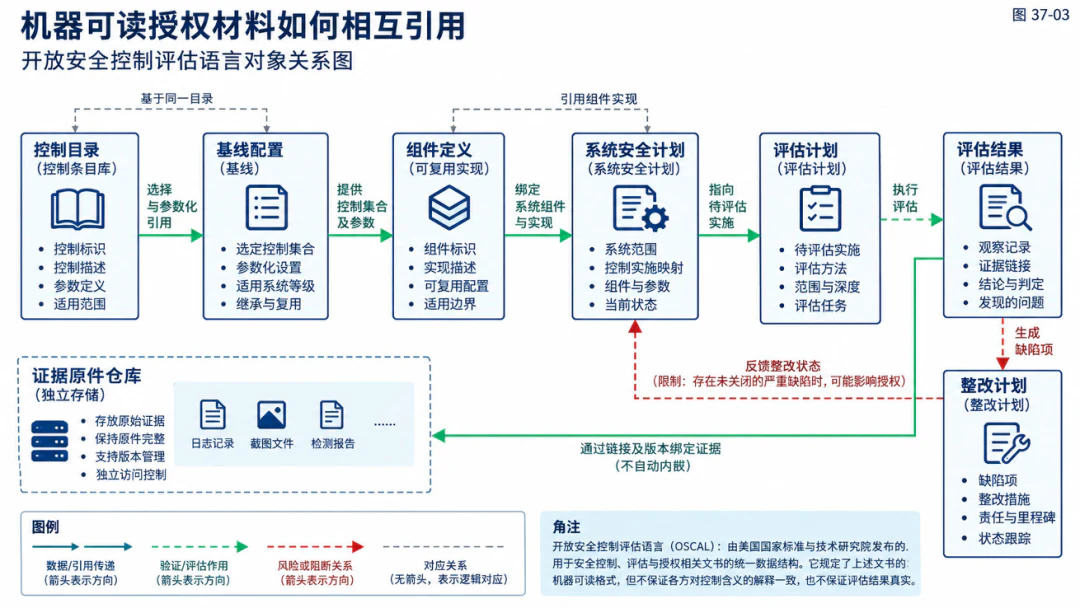 机器可读授权材料如何相互引用
图 37-03
开放安全控制评估语言对象关系图
基于同一目录
引用组件实现
控制目录
（控制条目库）
控制标识
控制描述
参数定义
适用范围
选择
与参数化
引用
基线配置
（基线）
选定控制集合
参数化设置
适用系统等级
继承与复用
提供
控制集合
及参数
组件定义
（可复用实现）
组件标识
实现描述
可复用配置
适用边界
绑定
系统组件
与实现
系统安全计划
（系统安全计划）
系统范围
控制实施映射
组件与参数
当前状态
指向
待评估
实施
评估计划
（评估计划）
待评估实施
评估方法
范围与深度
评估任务
执行
评估
评估结果
（评估结果）
观察记录
证据链接
结论与判定
发现的问题
生成
缺陷项
反馈整改状态
（限制：存在未关闭的严重缺陷时, 可能影响授权）
整改计划
（整改计划）
缺陷项
整改措施
责任与里程碑
状态跟踪
证据原件仓库
（独立存储）
存放原始证据
保持原件完整
支持版本管理
独立访问控制
日志记录
截图文件
检测报告
……
通过链接及版本绑定证据
（不自动内嵌）
图例
数据/引用传递
（箭头表示方向）
验证/评估作用
（箭头表示方向）
风险或阻断关系
（箭头表示方向）
对应关系
（无箭头，表示逻辑对应）
角注
开放安全控制评估语言（OSCAL）：由美国国家标准与技术研究院发布的.
用于安全控制、评估与授权相关文书的统一数据结构。它规定了上述文书的:
机器可读格式，但不保证各方对控制含义的解释一致，也不保证评估结果真实。